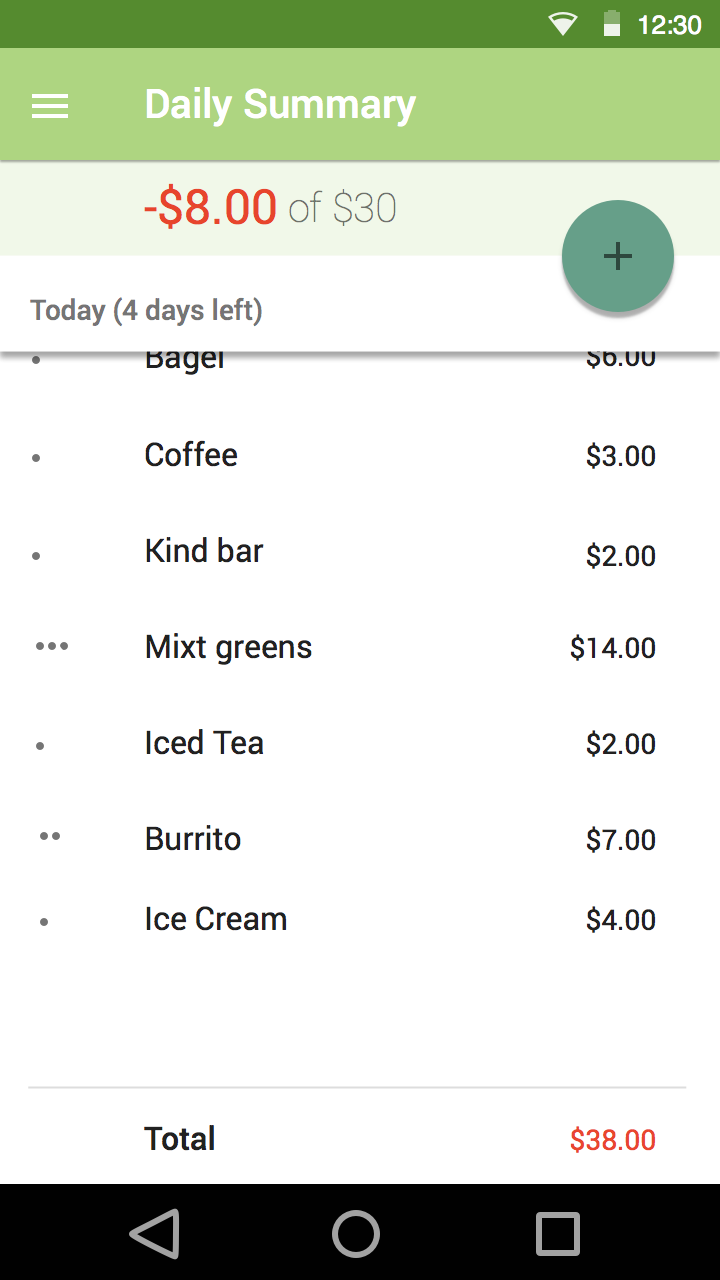 12:30
Daily Summary
-$8.00 of $30
Today (4 days left)
Bagel $6.00
Coffee $3.00
Kind bar $2.00
Mixt greens $14.00
Iced Tea $2.00
Burrito $7.00
Ice Cream $4.00
Total $38.00